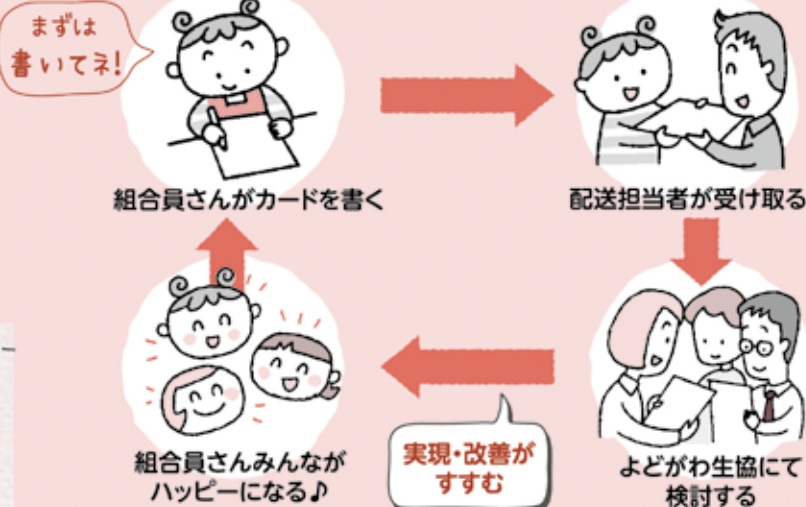 まずは
書いてネ!
組合員さんがカードを書く
配送担当者が受け取る
よどがわ生協にて
検討する
実現・改善が
すすむ
組合員さんみんなが
ハッピーになる♪